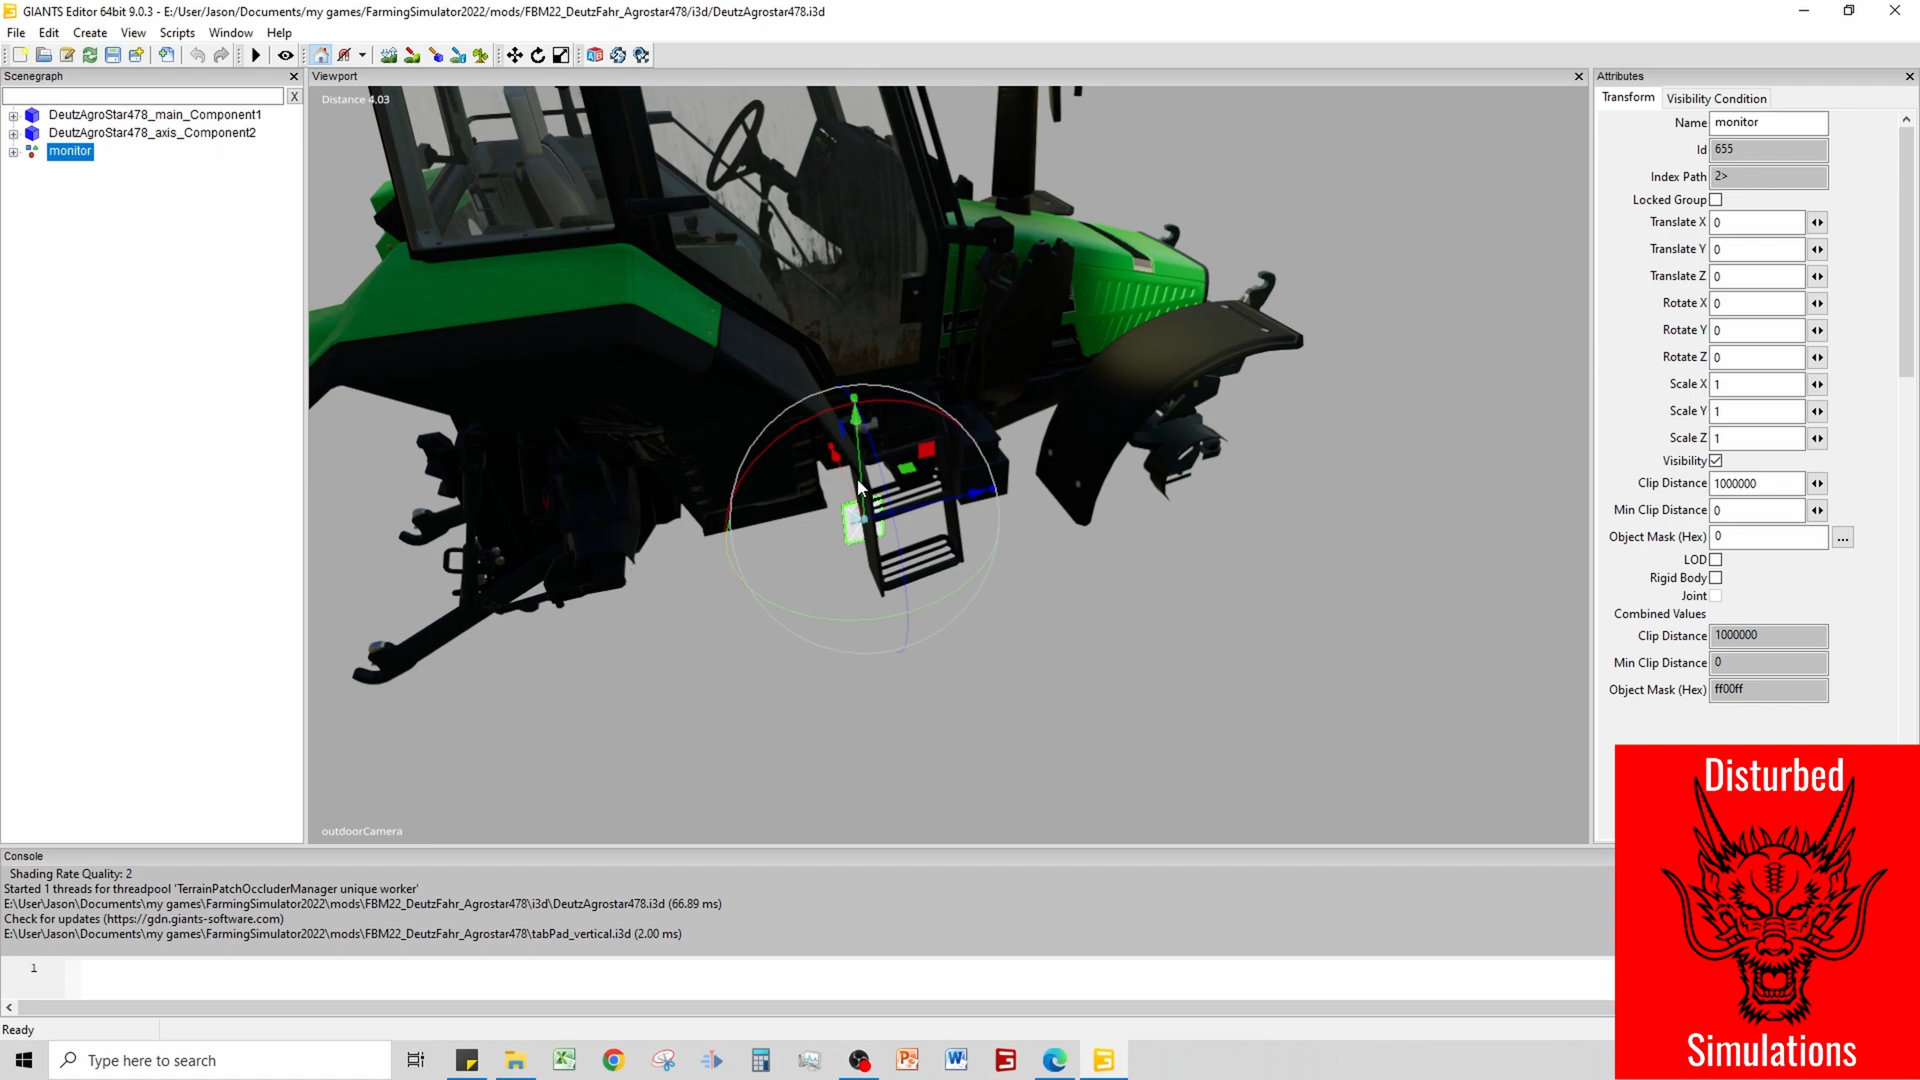 GIANTS Editor 64bit 9.0.3 - E:/User/Jason/Documents/my games/FarmingSimulator2022/mods/FBM22_DeutzFahr_Agrostar478/i3d/DeutzAgrostar478.i3d
File Edit Create View Scripts Window Help
Scenegraph
X
DeutzAgroStar478_main_Component1
DeutzAgroStar478_axis_Component2
monitor
Viewport
Distance 4.03
outdoorCamera
Attributes
Transform Visibility Condition
Name monitor
Id 655
Index Path 2>
Locked Group
Translate X 0
Translate Y 0
Translate Z 0
Rotate X 0
Rotate Y 0
Rotate Z 0
Scale X 1
Scale Y 1
Scale Z 1
Visibility
Clip Distance 1000000
Min Clip Distance 0
Object Mask (Hex) 0 ...
LOD
Rigid Body
Joint
Combined Values
Clip Distance 1000000
Min Clip Distance 0
Object Mask (Hex) ff00ff
Console
Shading Rate Quality: 2
Started 1 threads for threadpool 'TerrainPatchOccluderManager unique worker'
E:\User\Jason\Documents\my games\FarmingSimulator2022\mods\FBM22_DeutzFahr_Agrostar478\i3d\DeutzAgrostar478.i3d (66.89 ms)
Check for updates (https://gdn.giants-software.com)
E:\User\Jason\Documents\my games\FarmingSimulator2022\mods\FBM22_DeutzFahr_Agrostar478\tabPad_vertical.i3d (2.00 ms)
1
Ready
Type here to search
Disturbed
Simulations